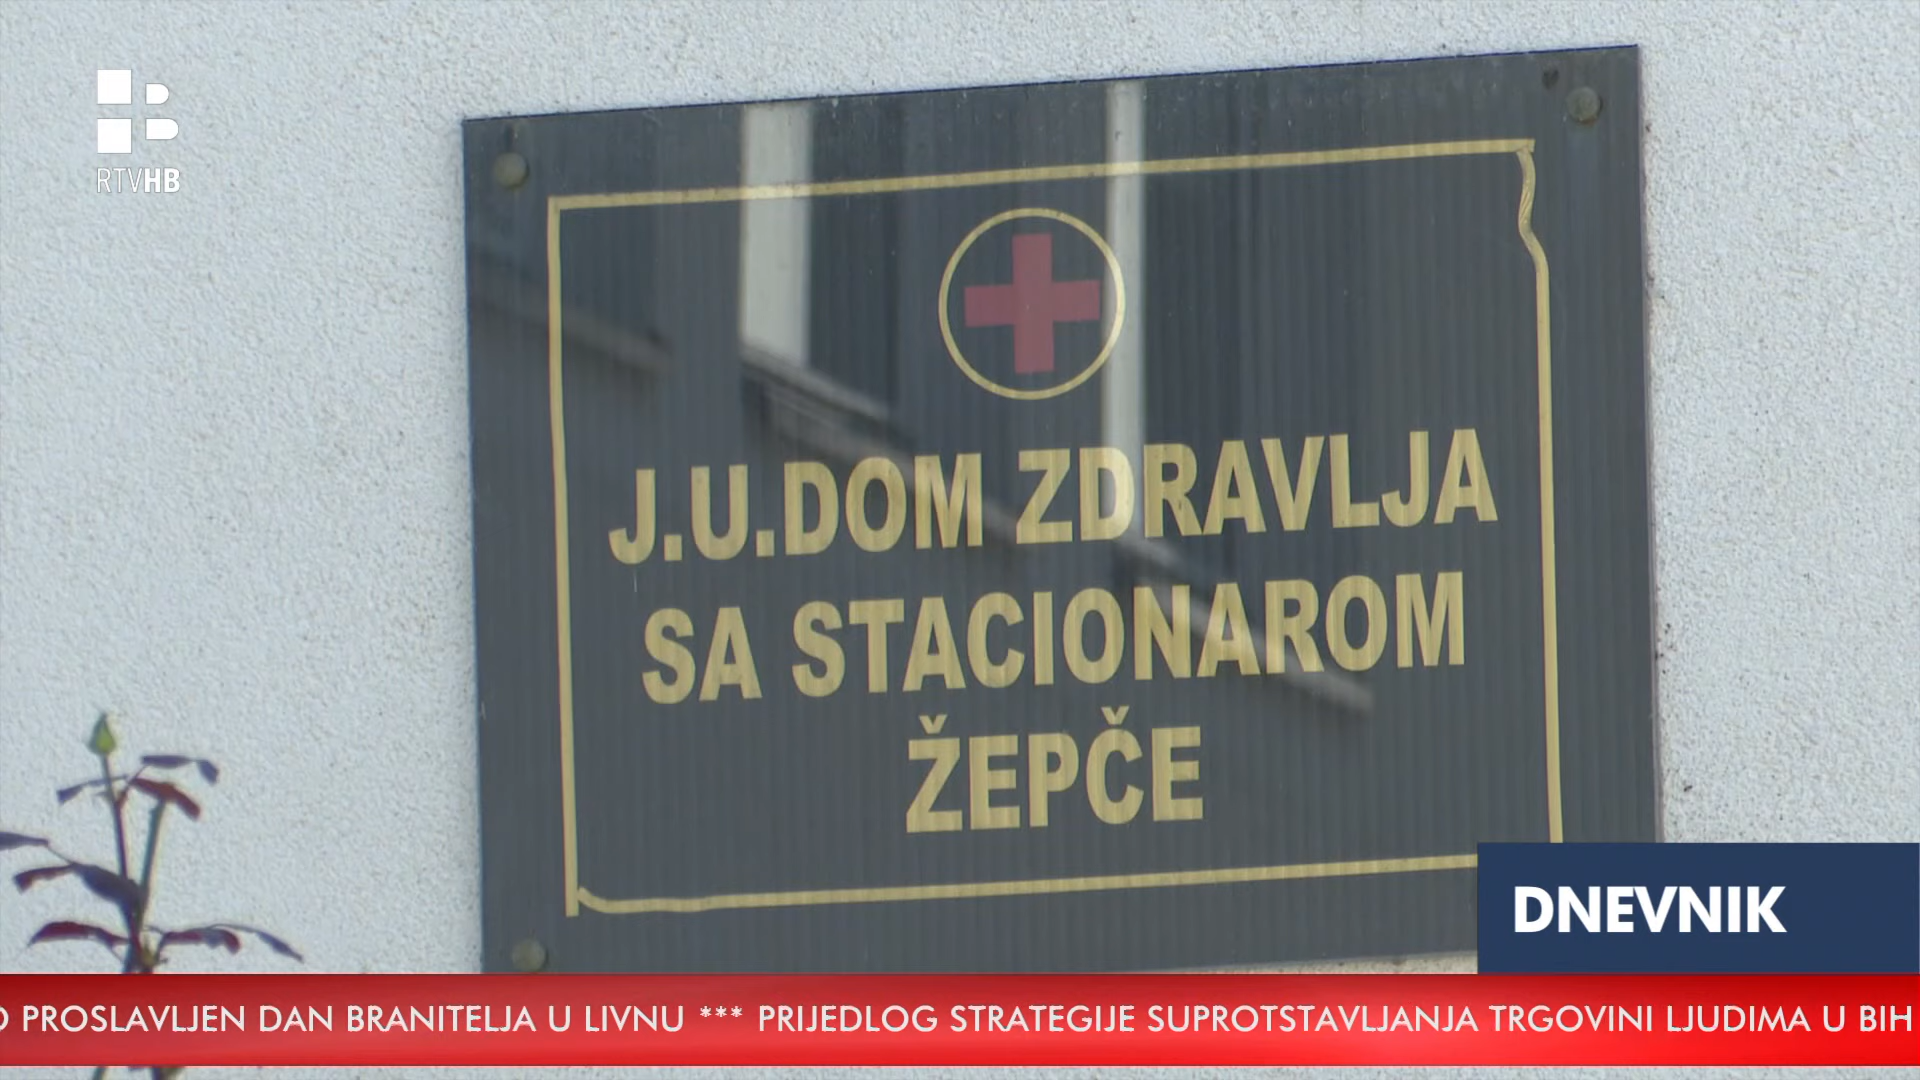 RTVHB
J.U.DOM ZDRAVLJA
SA STACIONAROM
ŽEPČE
DNEVNIK
PROSLAVLJEN DAN BRANITELJA U LIVNU *** PRIJEDLOG STRATEGIJE SUPROTSTAVLJANJA TRGOVINI LJUDIMA U BIH